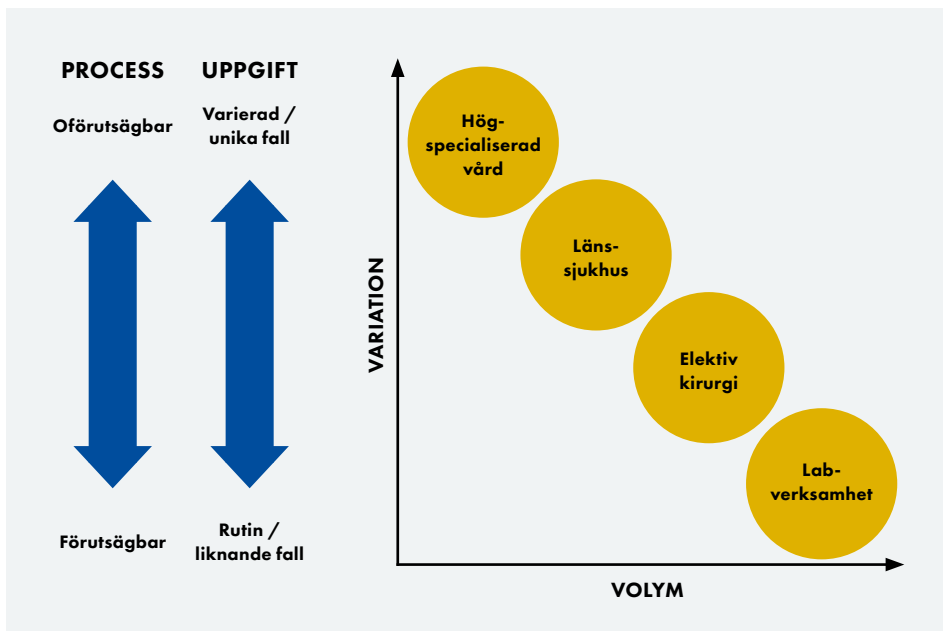 PROCESS
Oförutsägbar
Förutsägbar
UPPGIFT
Varierad /
unika fall
Rutin /
liknande fall
VARIATION
Hög-
specialiserad
vård
Läns-
sjukhus
Elektiv
kirurgi
Lab-
verksamhet
VOLYM